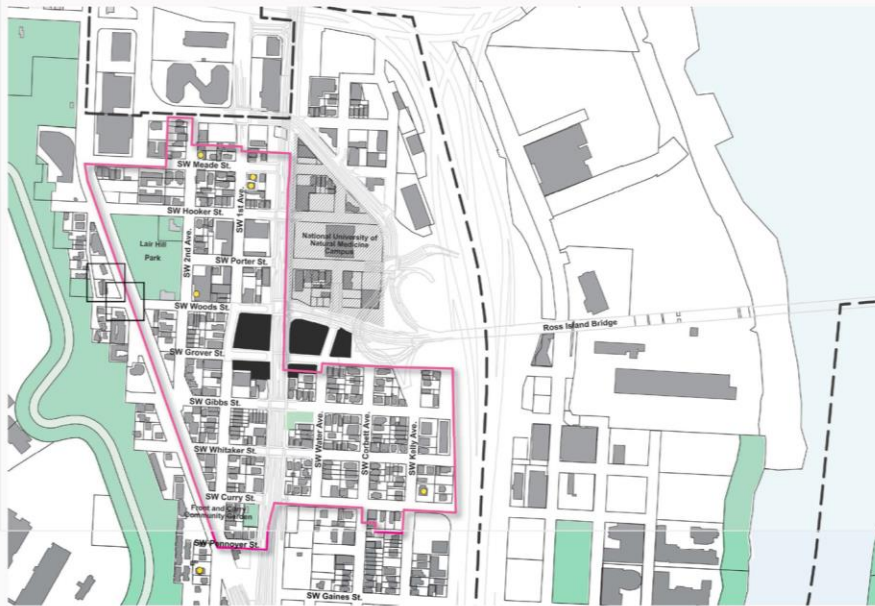 SW Meade St.
SW 1st Ave.
SW Hooker St.
SW 2nd Ave.
Lair Hill
Park
National University of
Natural Medicine
Campus
SW Porter St.
SW Woods St.
Ross Island Bridge
SW Grover St.
SW Gibbs St.
SW Water Ave.
SW Corbett Ave.
SW Kelly Ave.
SW Whitaker St.
SW Curry St.
Front and Curry
Community Garden
SW Pennoyer St.
SW Gaines St.